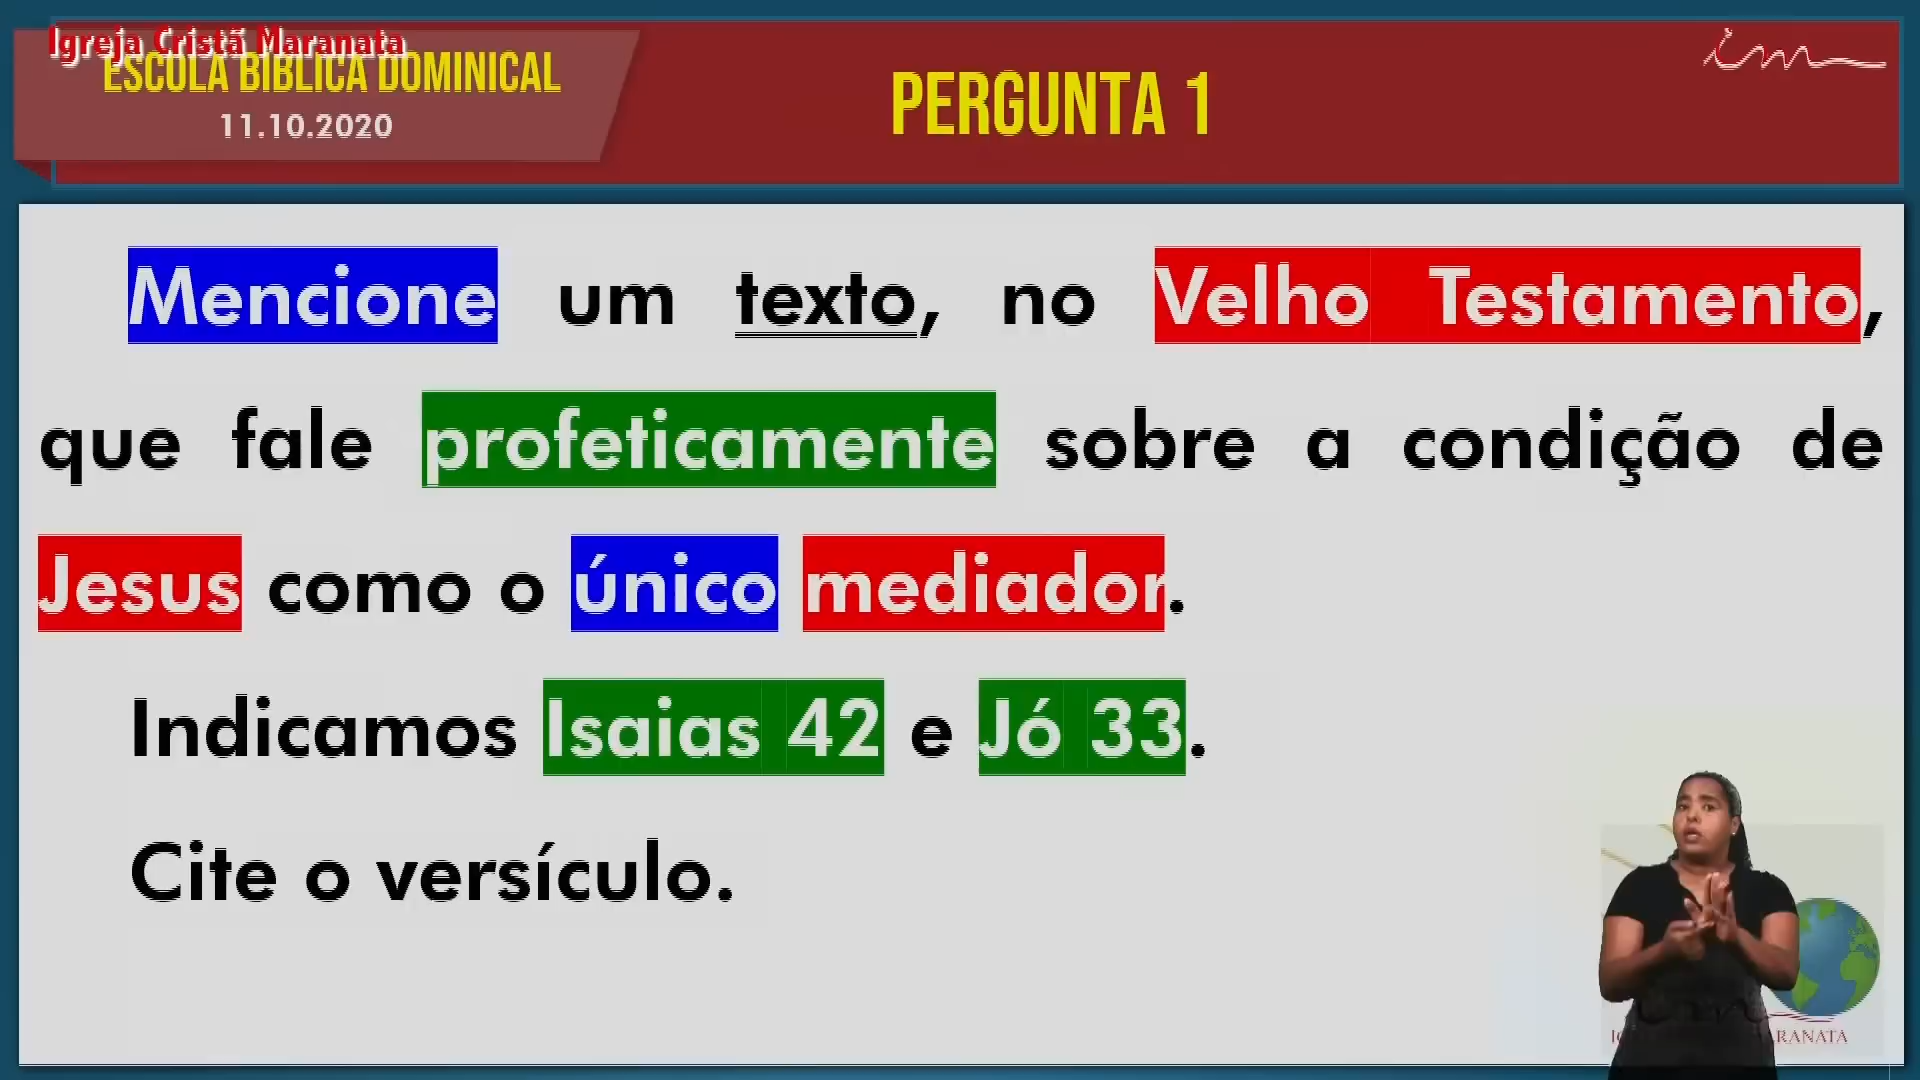 Igreja Cristã Maranata
ESCOLA BÍBLICA DOMINICAL
11.10.2020
PERGUNTA 1
im
Mencione um texto, no Velho Testamento,
que fale profeticamente sobre a condição de
Jesus como o único mediador.
Indicamos Isaias 42 e Jó 33.
Cite o versículo.